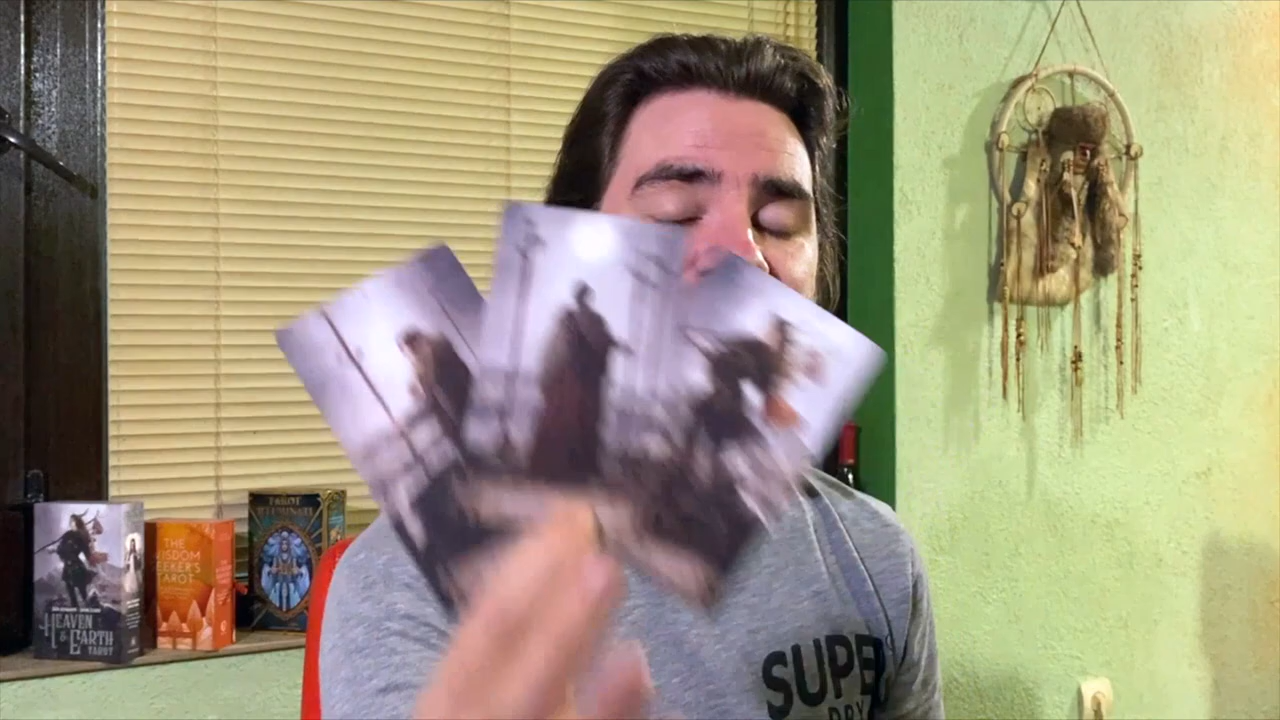 HEAVEN
& EARTH
TAROT
THE
WISDOM
SEEKER'S
TAROT
TAROT
ILLUMINATI
SUPER
DRY